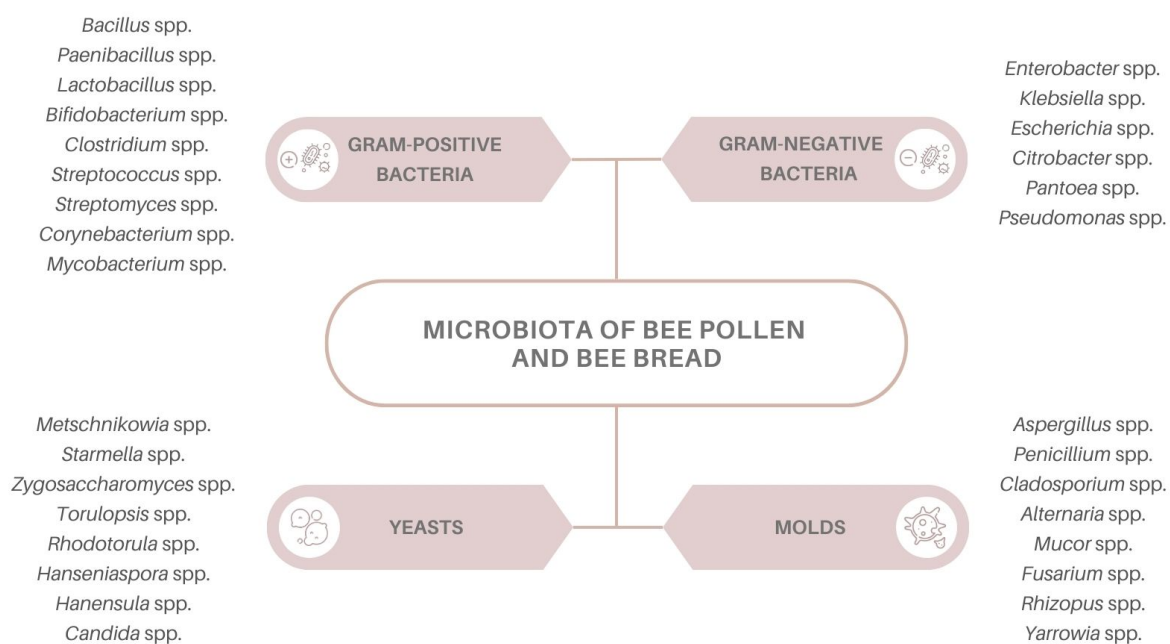 Bacillus spp.
Paenibacillus spp.
Lactobacillus spp.
Bifidobacterium spp.
Clostridium spp.
Streptococcus spp.
Streptomyces spp.
Corynebacterium spp.
Mycobacterium spp.
GRAM-POSITIVE
BACTERIA
GRAM-NEGATIVE
BACTERIA
Enterobacter spp.
Klebsiella spp.
Escherichia spp.
Citrobacter spp.
Pantoea spp.
Pseudomonas spp.
MICROBIOTA OF BEE POLLEN
AND BEE BREAD
Metschnikowia spp.
Starmella spp.
Zygosaccharomyces spp.
Torulopsis spp.
Rhodotorula spp.
Hanseniaspora spp.
Hanensula spp.
Candida spp.
YEASTS
MOLDS
Aspergillus spp.
Penicillium spp.
Cladosporium spp.
Alternaria spp.
Mucor spp.
Fusarium spp.
Rhizopus spp.
Yarrowia spp.